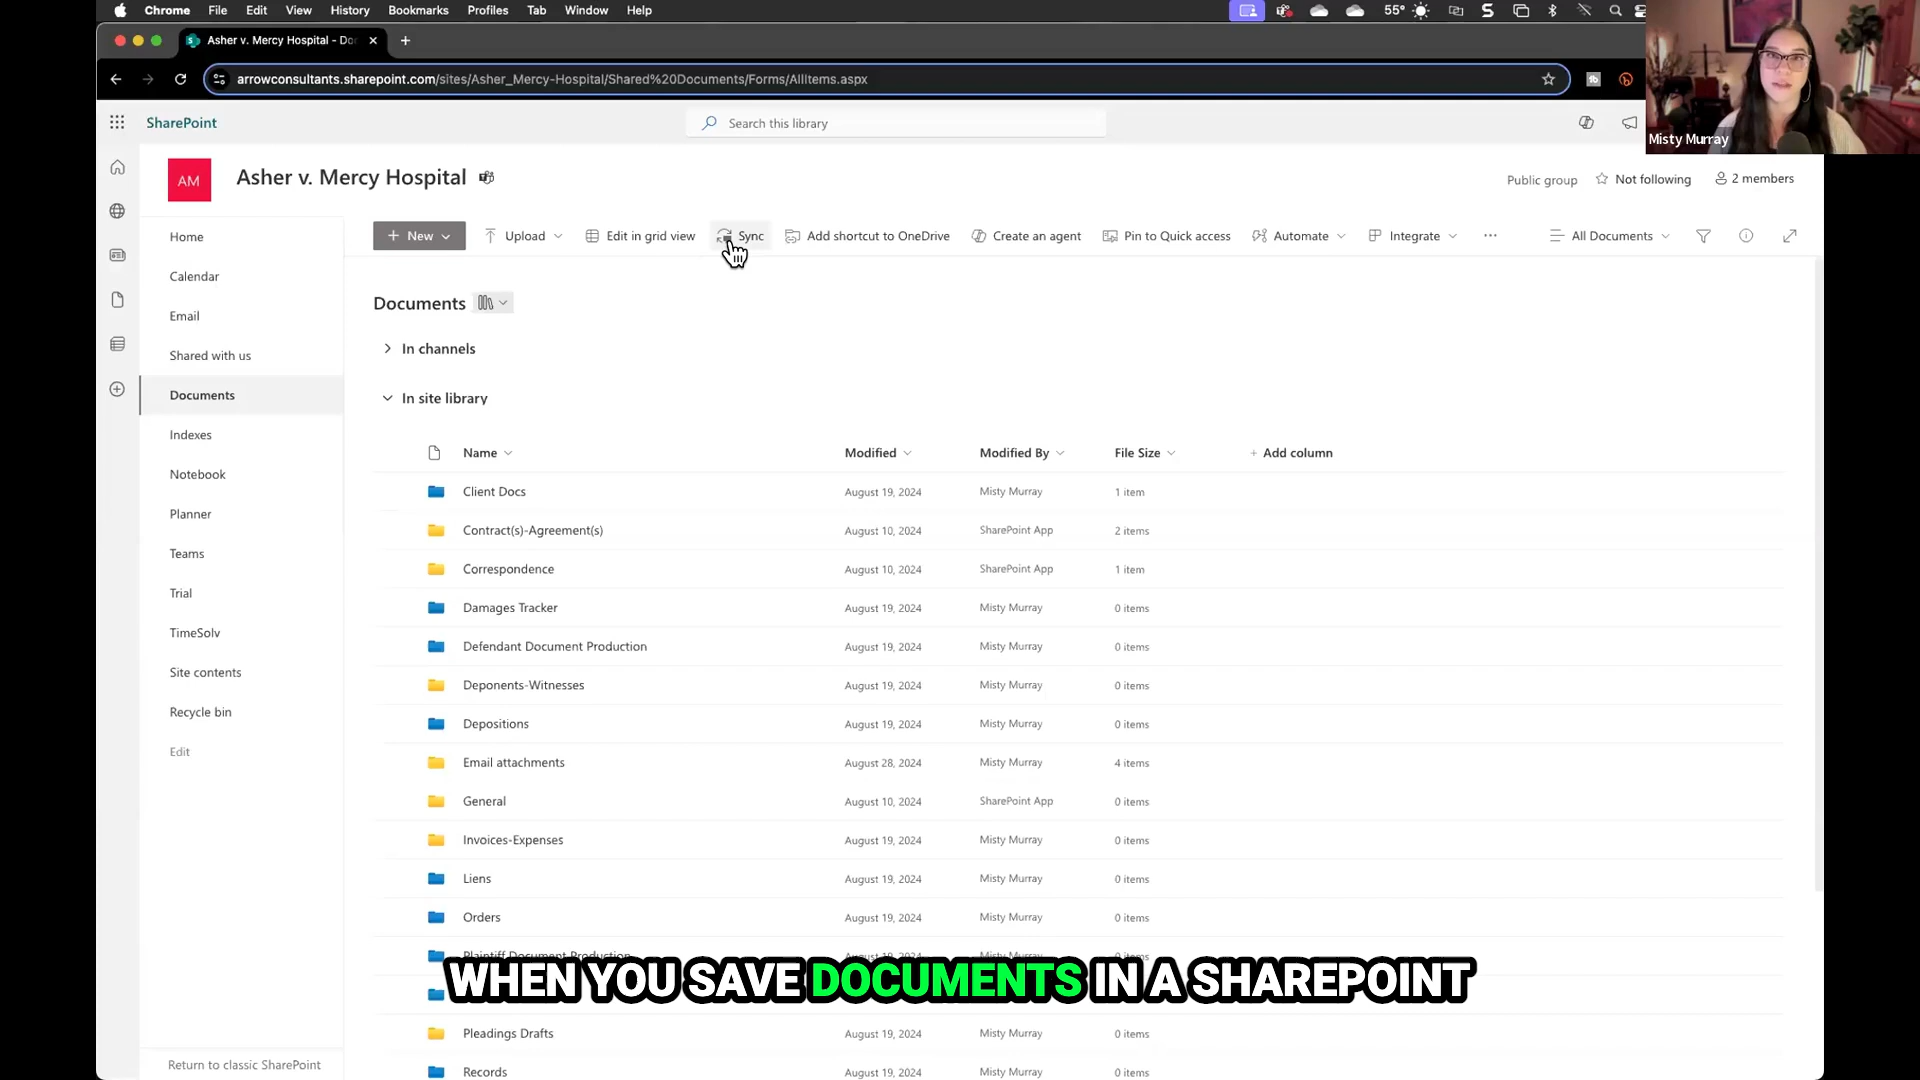 Chrome File Edit View History Bookmarks Profiles Tab Window Help
55°
Asher v. Mercy Hospital - Do
arrowconsultants.sharepoint.com/sites/Asher_Mercy-Hospital/Shared%20Documents/Forms/AllItems.aspx
Misty Murray
SharePoint
Search this library
AM
Asher v. Mercy Hospital
Public group
Not following
2 members
+ New
Upload
Edit in grid view
Sync
Add shortcut to OneDrive
Create an agent
Pin to Quick access
Automate
Integrate
...
All Documents
Home
Calendar
Email
Shared with us
Documents
Indexes
Notebook
Planner
Teams
Trial
TimeSolv
Site contents
Recycle bin
Edit
Return to classic SharePoint
Documents
In channels
In site library
Name Modified Modified By File Size + Add column
Client Docs August 19, 2024 Misty Murray 1 item
Contract(s)-Agreement(s) August 10, 2024 SharePoint App 2 items
Correspondence August 10, 2024 SharePoint App 1 item
Damages Tracker August 19, 2024 Misty Murray 0 items
Defendant Document Production August 19, 2024 Misty Murray 0 items
Deponents-Witnesses August 19, 2024 Misty Murray 0 items
Depositions August 19, 2024 Misty Murray 0 items
Email attachments August 28, 2024 Misty Murray 4 items
General August 10, 2024 SharePoint App 0 items
Invoices-Expenses August 19, 2024 Misty Murray 0 items
Liens August 19, 2024 Misty Murray 0 items
Orders August 19, 2024 Misty Murray 0 items
Plaintiff Document Production
WHEN YOU SAVE DOCUMENTS IN A SHAREPOINT
Pleadings Drafts August 19, 2024 Misty Murray 0 items
Records August 19, 2024 Misty Murray 0 items